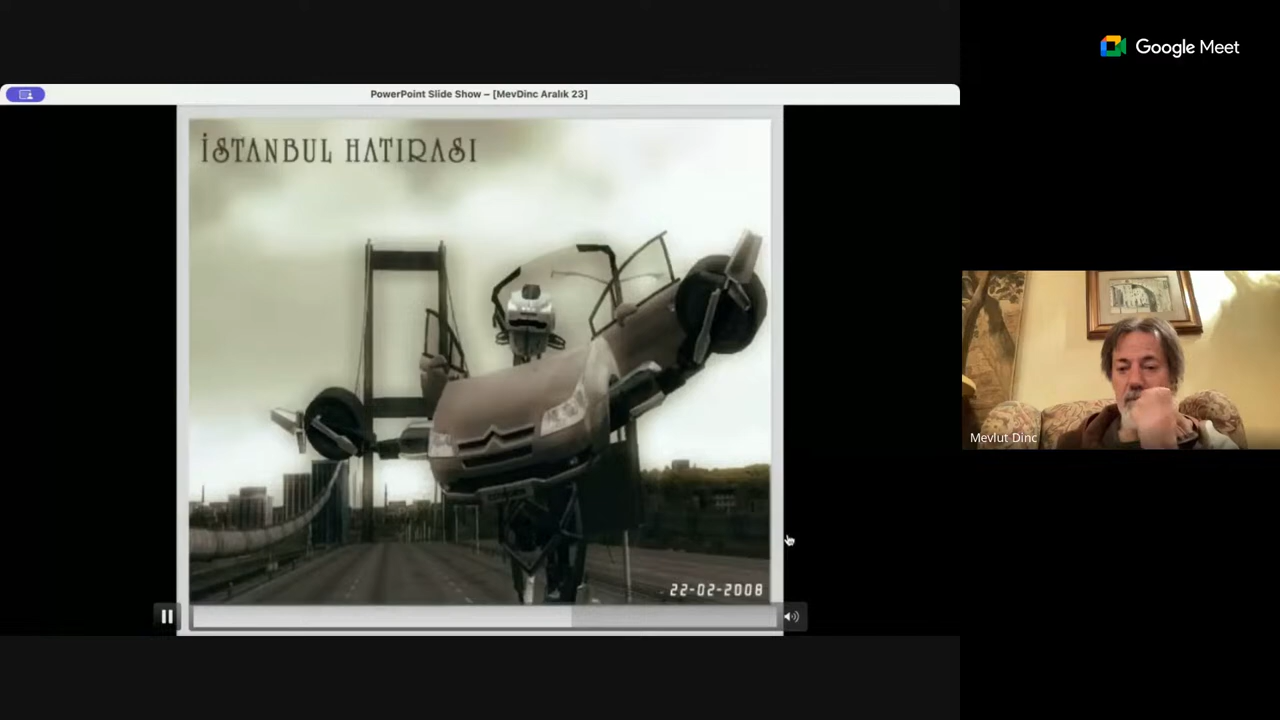 Google Meet
PowerPoint Slide Show – [MevDinc Aralık 23]
İSTANBUL HATIRASI
22-02-2008
Mevlut Dinc